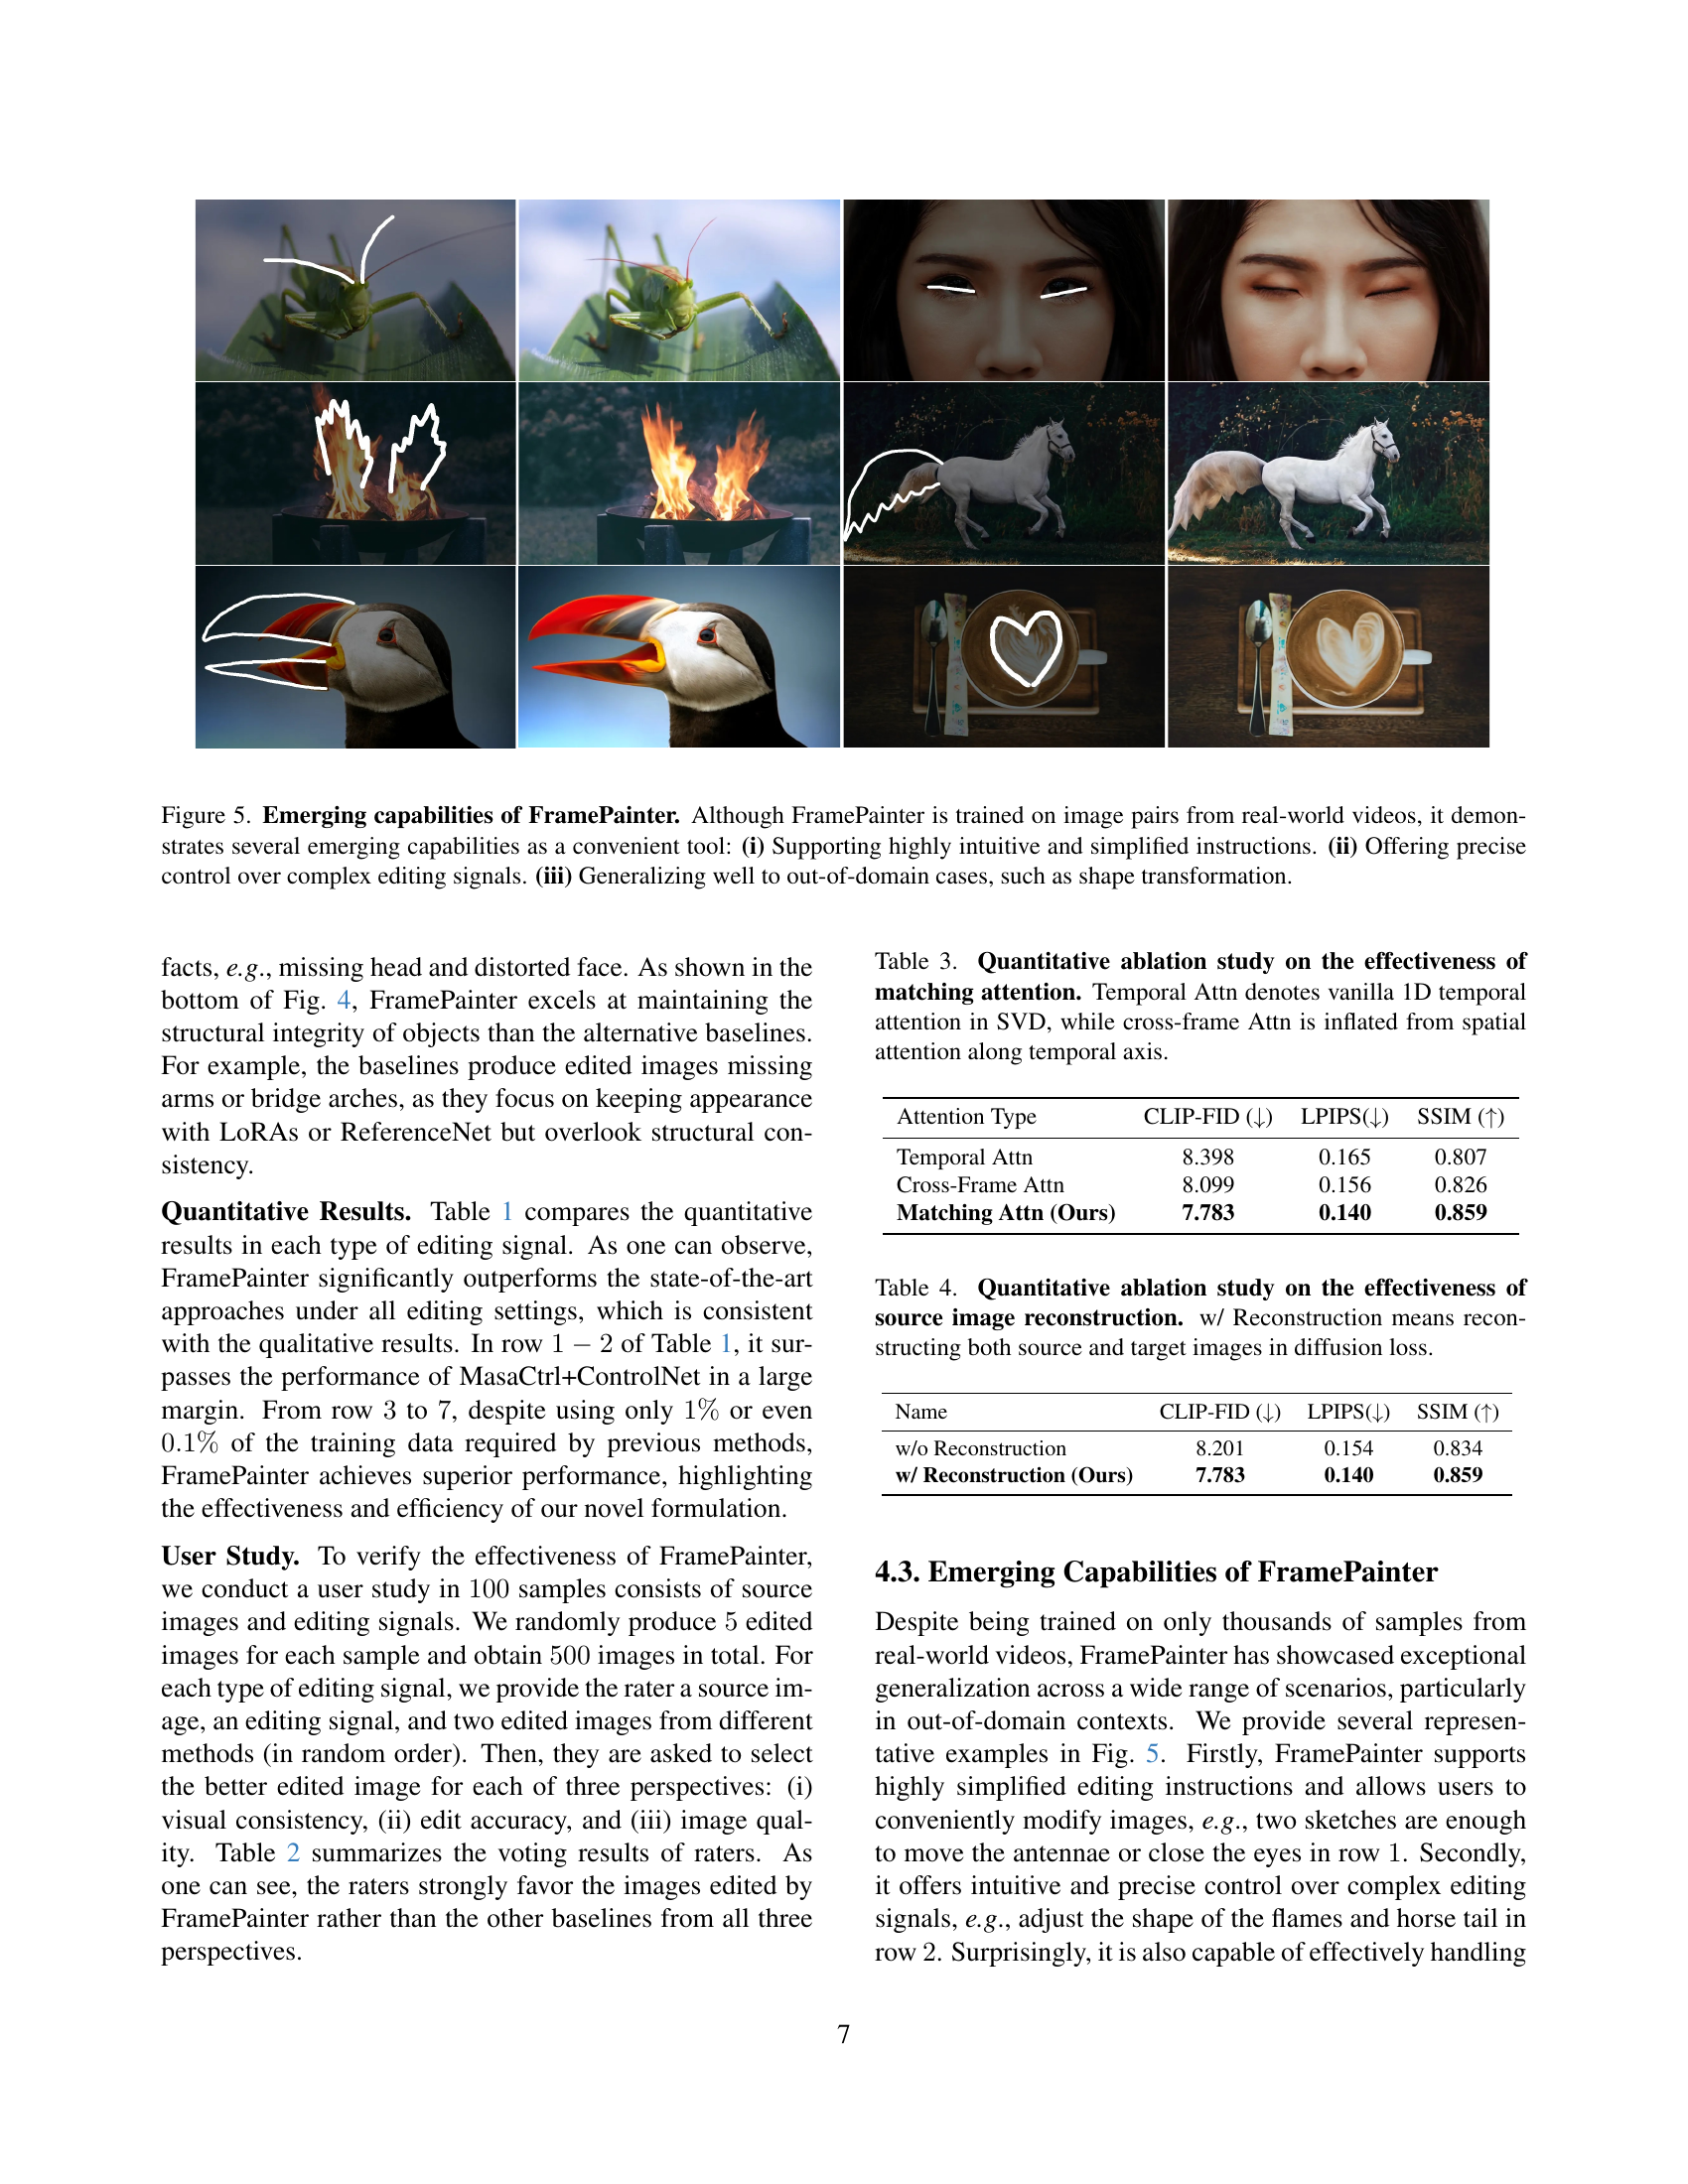 Figure 5. Emerging capabilities of FramePainter. Although FramePainter is trained on image pairs from real-world videos, it demon-
strates several emerging capabilities as a convenient tool: (i) Supporting highly intuitive and simplified instructions. (ii) Offering precise
control over complex editing signals. (iii) Generalizing well to out-of-domain cases, such as shape transformation.
facts, e.g., missing head and distorted face. As shown in the
bottom of Fig. 4, FramePainter excels at maintaining the
structural integrity of objects than the alternative baselines.
For example, the baselines produce edited images missing
arms or bridge arches, as they focus on keeping appearance
with LoRAs or ReferenceNet but overlook structural con-
sistency.
Quantitative Results. Table 1 compares the quantitative
results in each type of editing signal. As one can observe,
FramePainter significantly outperforms the state-of-the-art
approaches under all editing settings, which is consistent
with the qualitative results. In row 1 − 2 of Table 1, it sur-
passes the performance of MasaCtrl+ControlNet in a large
margin. From row 3 to 7, despite using only 1% or even
0.1% of the training data required by previous methods,
FramePainter achieves superior performance, highlighting
the effectiveness and efficiency of our novel formulation.
User Study. To verify the effectiveness of FramePainter,
we conduct a user study in 100 samples consists of source
images and editing signals. We randomly produce 5 edited
images for each sample and obtain 500 images in total. For
each type of editing signal, we provide the rater a source im-
age, an editing signal, and two edited images from different
methods (in random order). Then, they are asked to select
the better edited image for each of three perspectives: (i)
visual consistency, (ii) edit accuracy, and (iii) image qual-
ity. Table 2 summarizes the voting results of raters. As
one can see, the raters strongly favor the images edited by
FramePainter rather than the other baselines from all three
perspectives.
Table 3. Quantitative ablation study on the effectiveness of
matching attention. Temporal Attn denotes vanilla 1D temporal
attention in SVD, while cross-frame Attn is inflated from spatial
attention along temporal axis.
Attention Type CLIP-FID (↓) LPIPS(↓) SSIM (↑)
Temporal Attn 8.398 0.165 0.807
Cross-Frame Attn 8.099 0.156 0.826
Matching Attn (Ours) 7.783 0.140 0.859
Table 4. Quantitative ablation study on the effectiveness of
source image reconstruction. w/ Reconstruction means recon-
structing both source and target images in diffusion loss.
Name CLIP-FID (↓) LPIPS(↓) SSIM (↑)
w/o Reconstruction 8.201 0.154 0.834
w/ Reconstruction (Ours) 7.783 0.140 0.859
4.3. Emerging Capabilities of FramePainter
Despite being trained on only thousands of samples from
real-world videos, FramePainter has showcased exceptional
generalization across a wide range of scenarios, particularly
in out-of-domain contexts. We provide several represen-
tative examples in Fig. 5. Firstly, FramePainter supports
highly simplified editing instructions and allows users to
conveniently modify images, e.g., two sketches are enough
to move the antennae or close the eyes in row 1. Secondly,
it offers intuitive and precise control over complex editing
signals, e.g., adjust the shape of the flames and horse tail in
row 2. Surprisingly, it is also capable of effectively handling
7